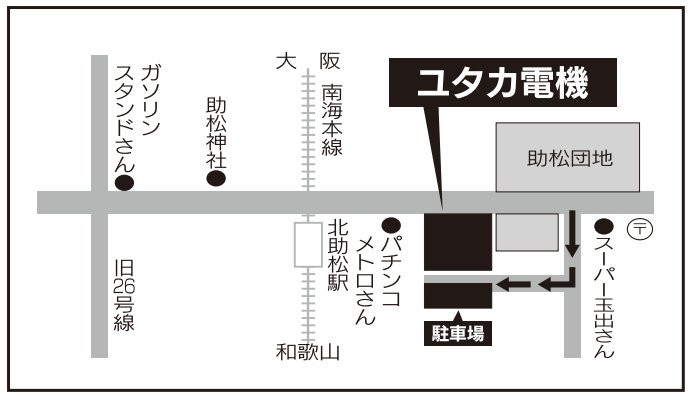 大阪
ユタカ電機
ガソリン
スタンドさん
助松神社
南海本線
助松団地
北助松駅
パチンコ
メトロさん
スーパー玉出さん
〒
旧26号線
駐車場
和歌山